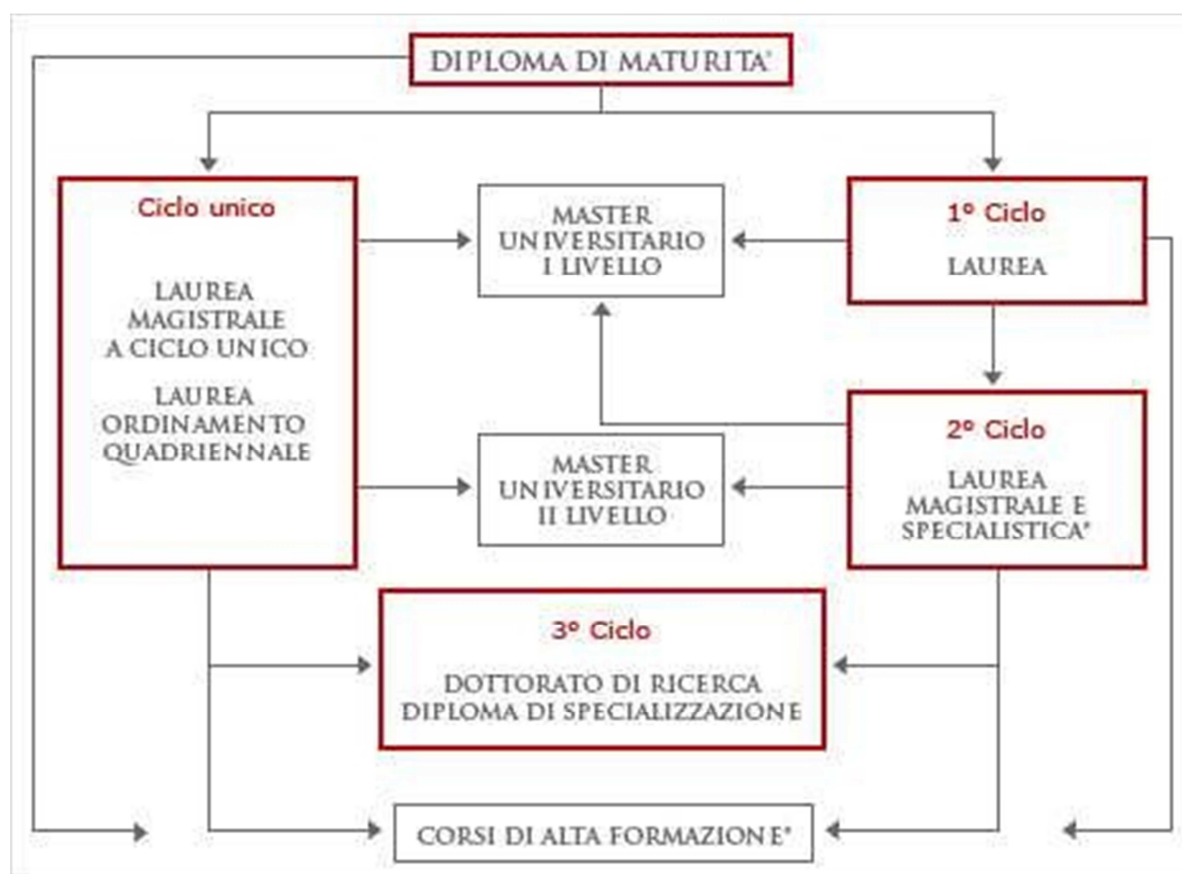 DIPLOMA DI MATURITA'*
Ciclo unico
LAUREA
MAGISTRALE
A CICLO UNICO
LAUREA
ORDINAMENTO
QUADRIENNALE
MASTER
UNIVERSITARIO
I LIVELLO
1° Ciclo
LAUREA
MASTER
UNIVERSITARIO
II LIVELLO
2° Ciclo
LAUREA
MAGISTRALE E
SPECIALISTICA*
3° Ciclo
DOTTORATO DI RICERCA
DIPLOMA DI SPECIALIZZAZIONE
CORSI DI ALTA FORMAZIONE*